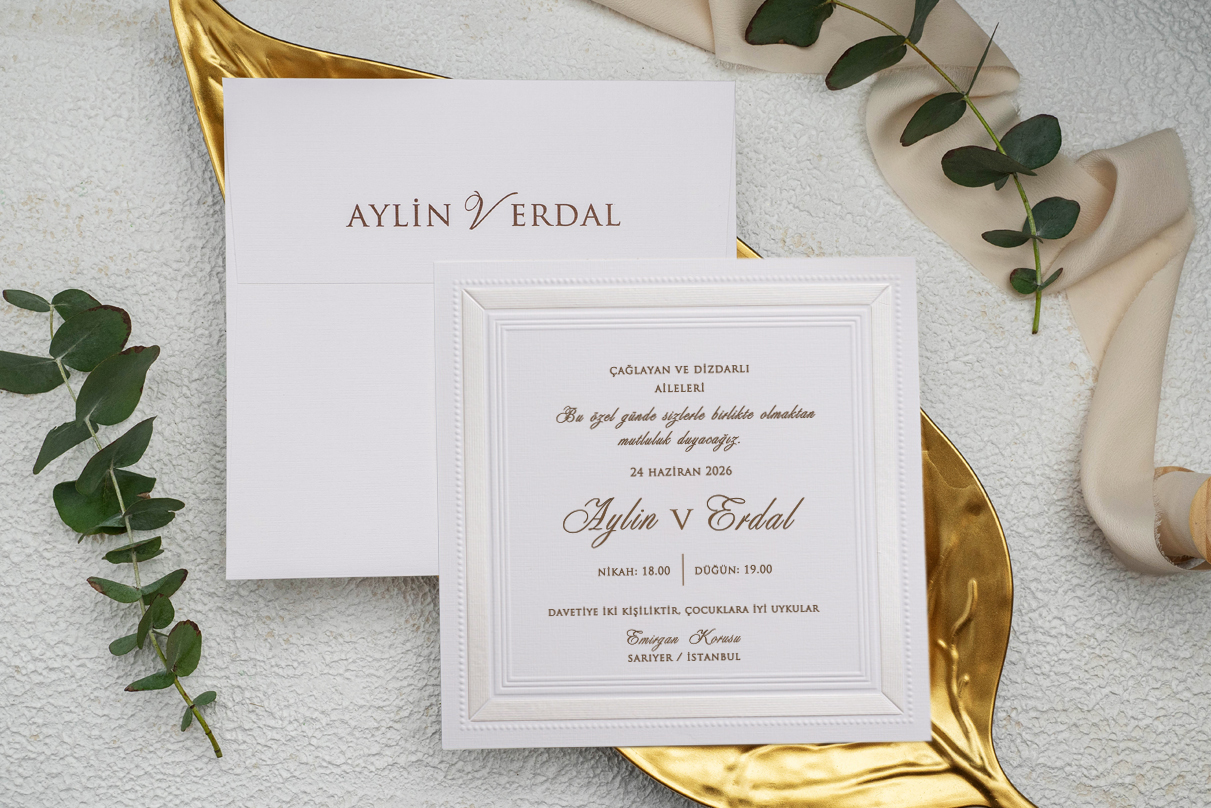 AYLİN V ERDAL
ÇAĞLAYAN VE DİZDARLI
AİLELERİ
Bu özel günde sizlerle birlikte olmaktan
mutluluk duyacağız.
24 HAZİRAN 2026
Aylin V Erdal
NİKAH: 18.00 | DÜĞÜN: 19.00
DAVETİYE İKİ KİŞİLİKTİR, ÇOCUKLARA İYİ UYKULAR
Emirgan Korusu
SARIYER / İSTANBUL